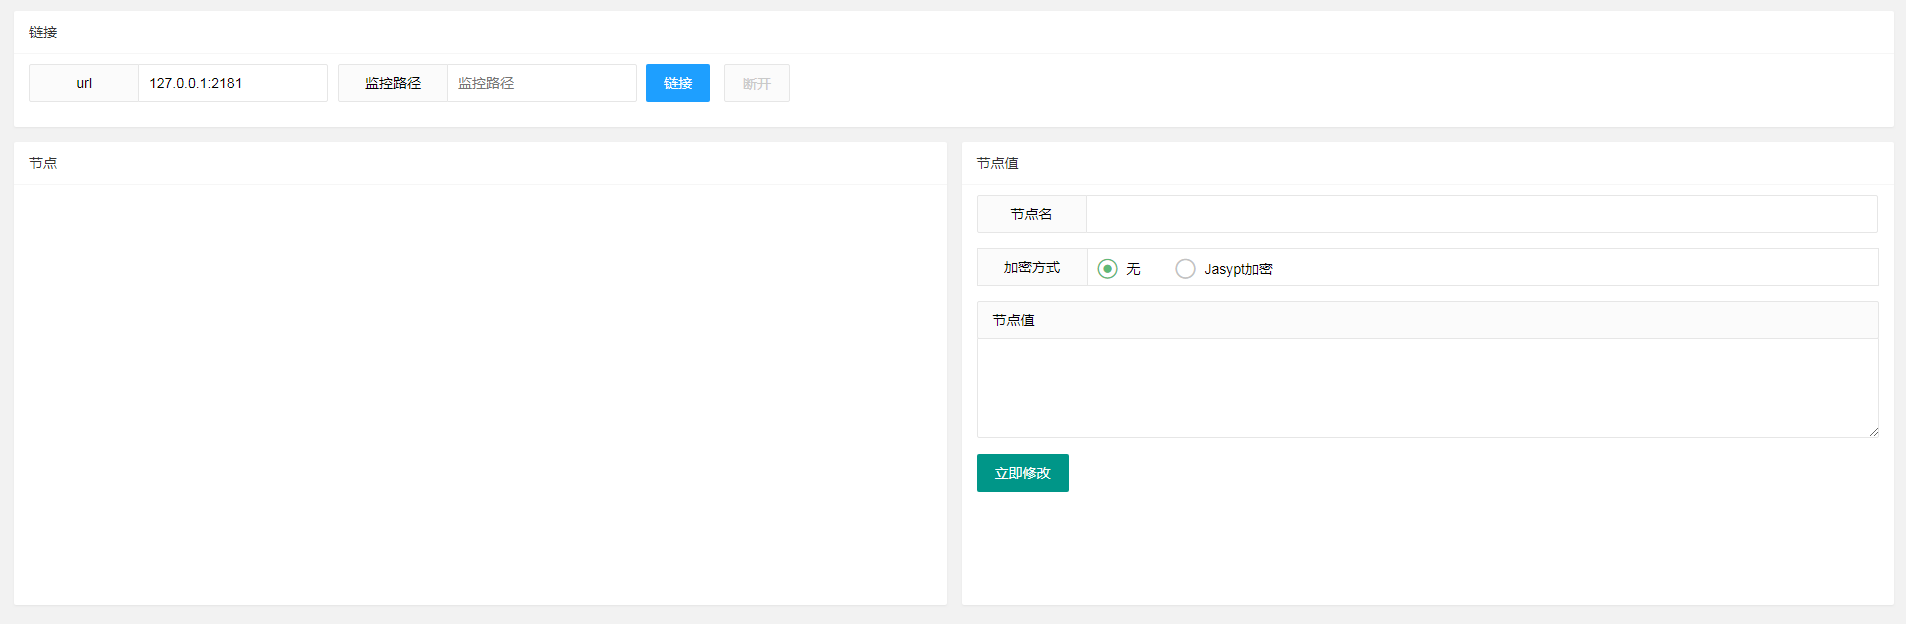 链接
url 127.0.0.1:2181 监控路径 监控路径 链接 断开
节点
节点值
节点名
加密方式 无 Jasypt加密
节点值
立即修改